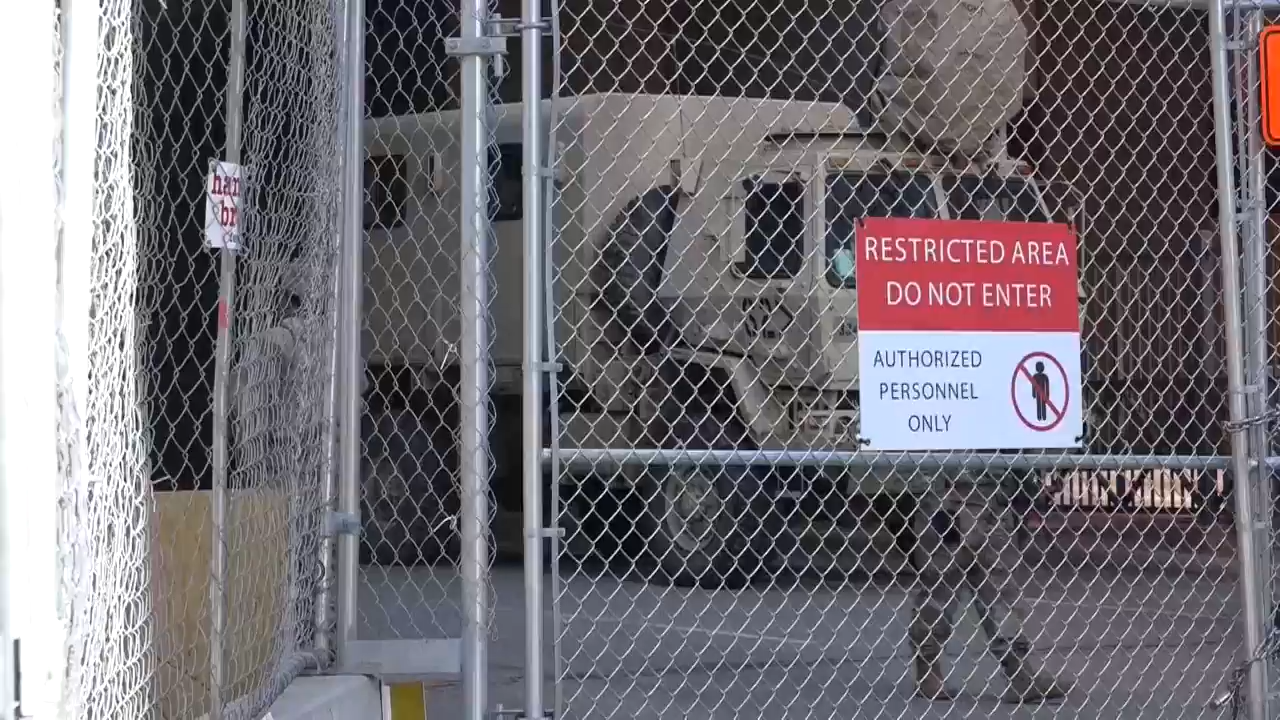 RESTRICTED AREA
DO NOT ENTER
AUTHORIZED
PERSONNEL
ONLY